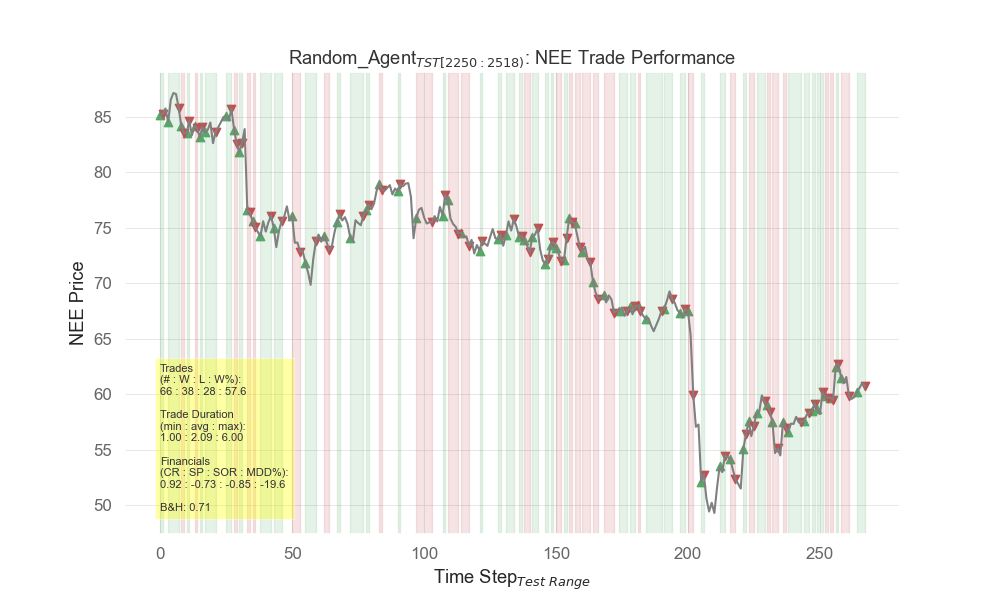 Random_Agent TST[2250 : 2518): NEE Trade Performance
NEE Price
85
80
75
70
65
60
55
50
Trades
(# : W : L : W%):
66 : 38 : 28 : 57.6
Trade Duration
(min : avg : max):
1.00 : 2.09 : 6.00
Financials
(CR : SP : SOR : MDD%):
0.92 : -0.73 : -0.85 : -19.6
B&H: 0.71
0 50 100 150 200 250
Time Step Test Range